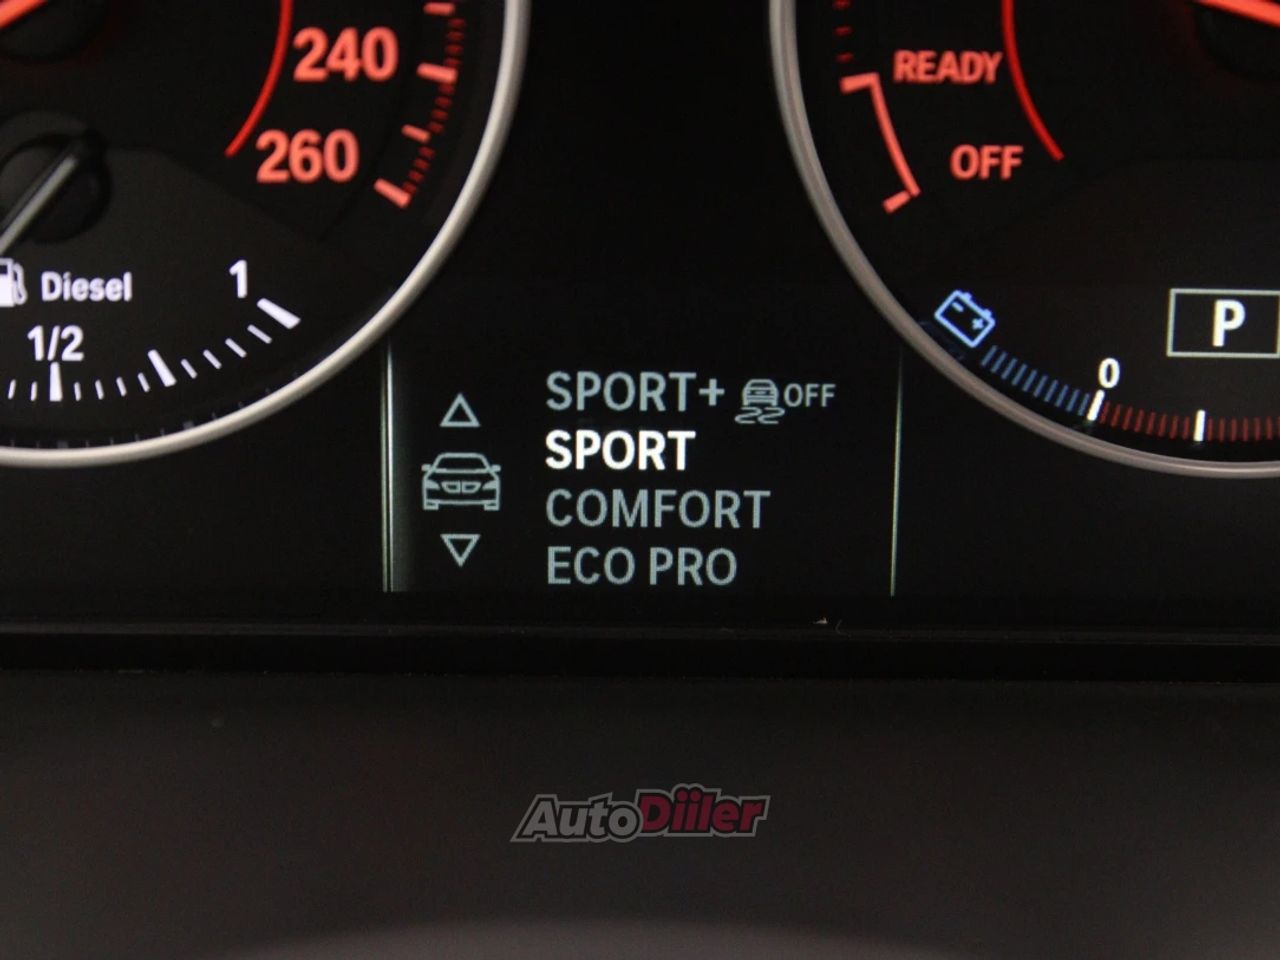 240
260
READY
OFF
Diesel
1
1/2
P
0
SPORT+ OFF
SPORT
COMFORT
ECO PRO
AutoDiiler